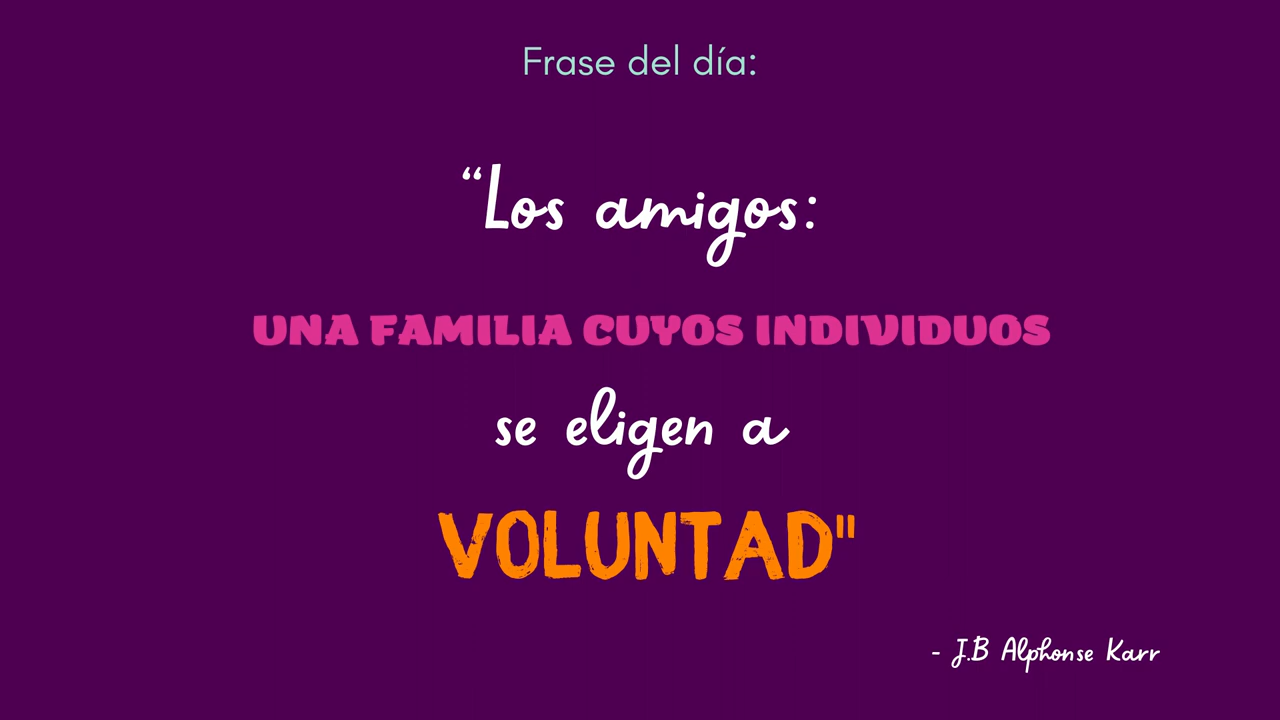 Frase del día:
“Los amigos:
UNA FAMILIA CUYOS INDIVIDUOS
se eligen a
VOLUNTAD"
- J.B Alphonse Karr